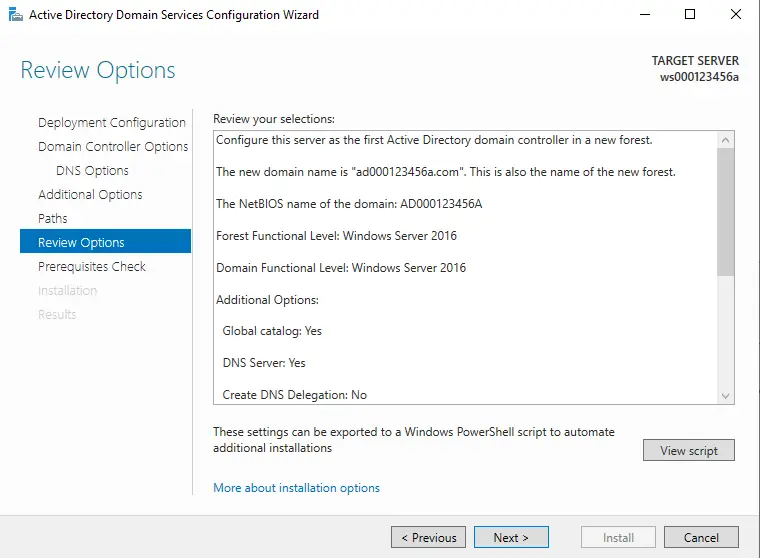 Active Directory Domain Services Configuration Wizard
Review Options
TARGET SERVER
ws000123456a
Deployment Configuration
Domain Controller Options
DNS Options
Additional Options
Paths
Review Options
Prerequisites Check
Installation
Results
Review your selections:
Configure this server as the first Active Directory domain controller in a new forest.
The new domain name is "ad000123456a.com". This is also the name of the new forest.
The NetBIOS name of the domain: AD000123456A
Forest Functional Level: Windows Server 2016
Domain Functional Level: Windows Server 2016
Additional Options:
Global catalog: Yes
DNS Server: Yes
Create DNS Delegation: No
These settings can be exported to a Windows PowerShell script to automate
additional installations
View script
More about installation options
< Previous
Next >
Install
Cancel